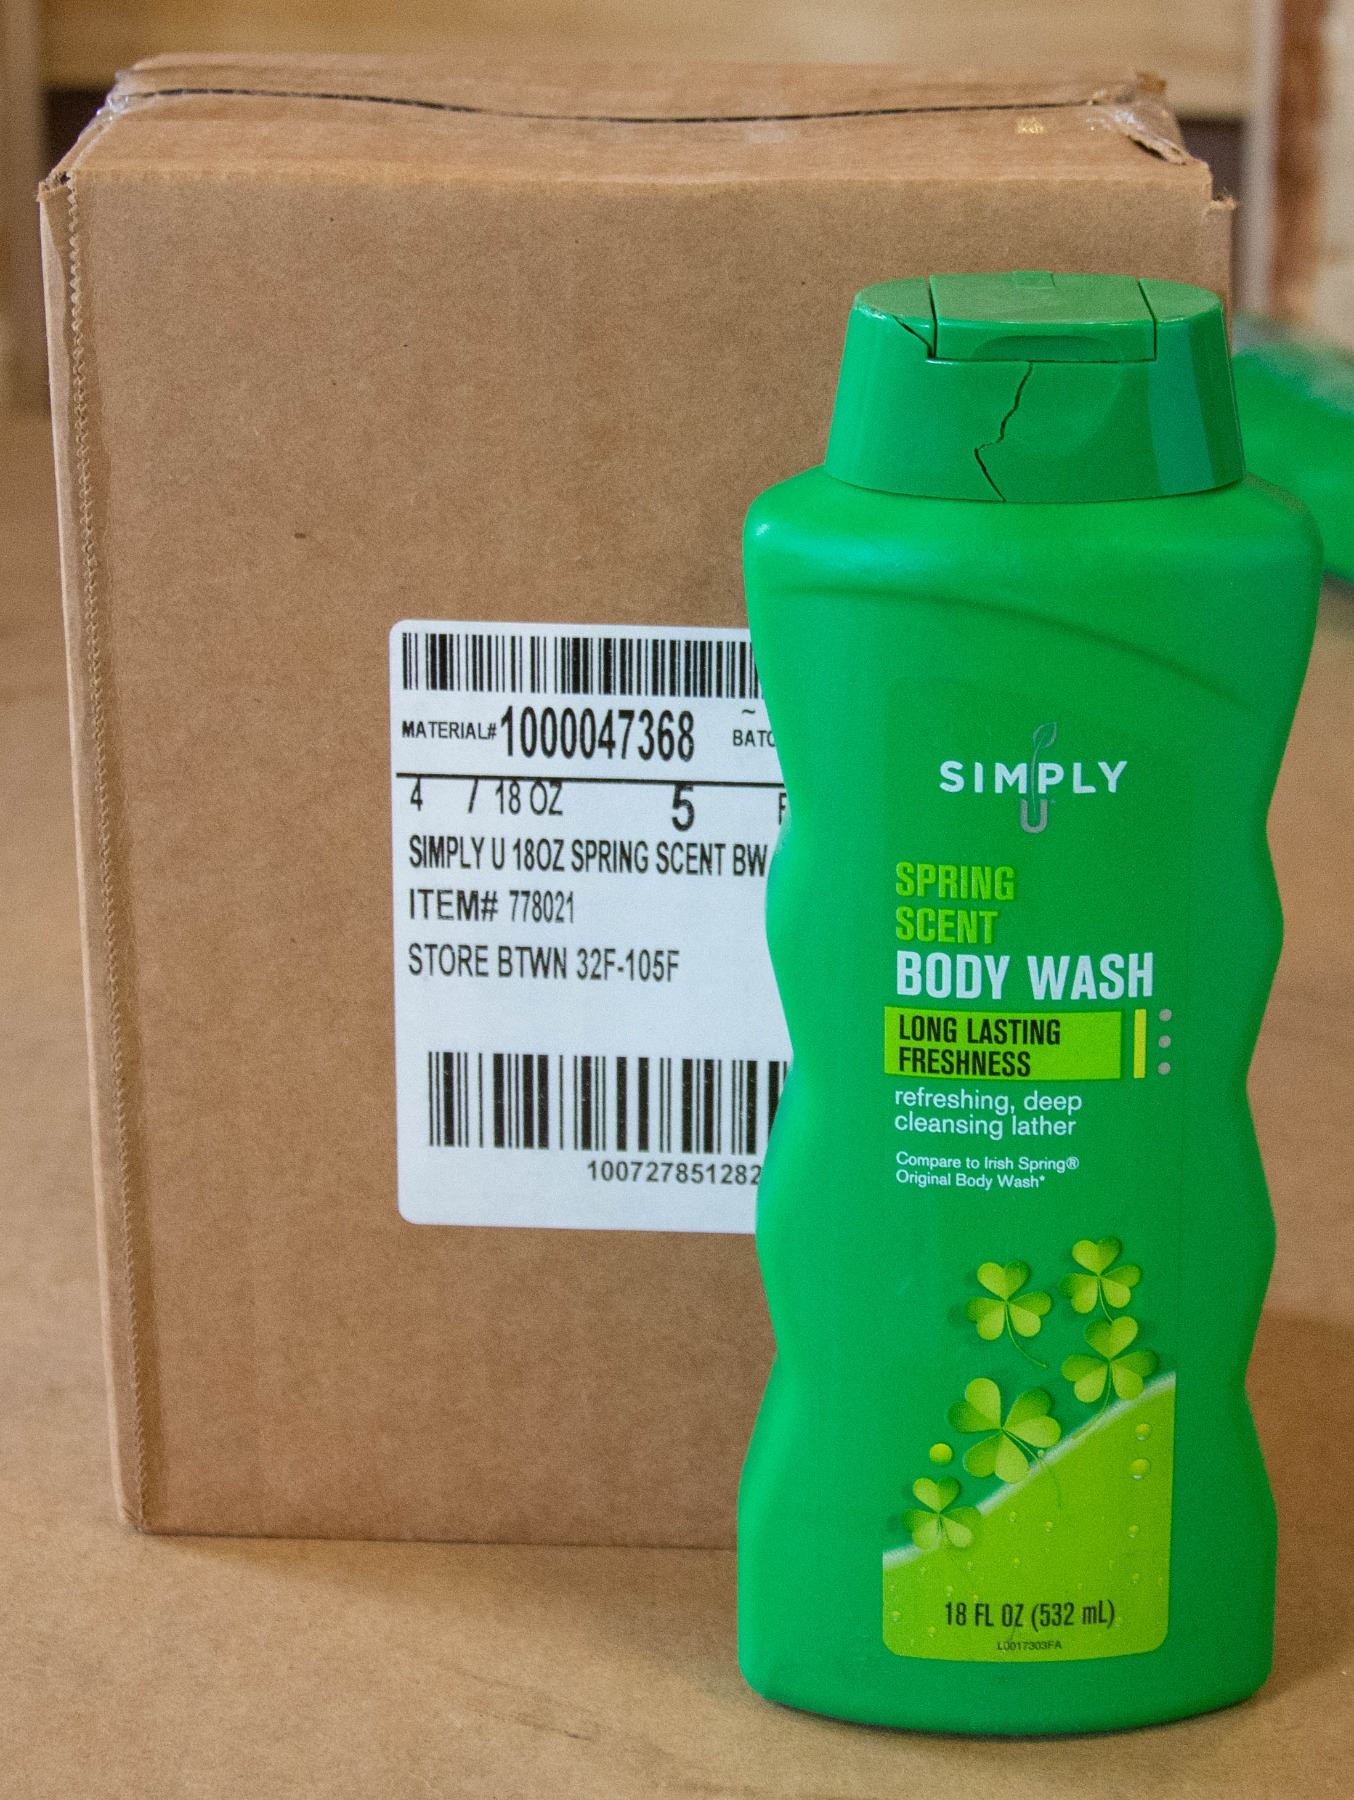 MATERIAL# 1000047368
4 / 18 OZ 5
SIMPLY U 18OZ SPRING SCENT BW
ITEM# 778021
STORE BTWN 32F-105F
100727851282
SIMPLY
U
SPRING
SCENT
BODY WASH
LONG LASTING
FRESHNESS
refreshing, deep
cleansing lather
Compare to Irish Spring®
Original Body Wash*
18 FL OZ (532 mL)
L0017303FA